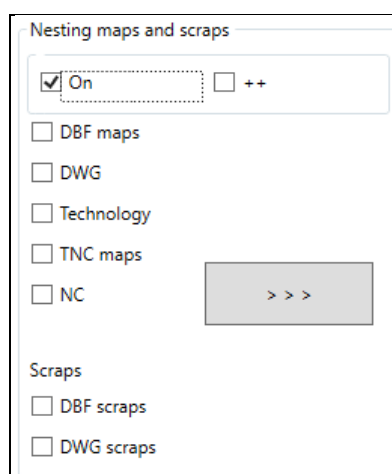 Nesting maps and scraps
On ++
DBF maps
DWG
Technology
TNC maps
NC
> > >
Scraps
DBF scraps
DWG scraps